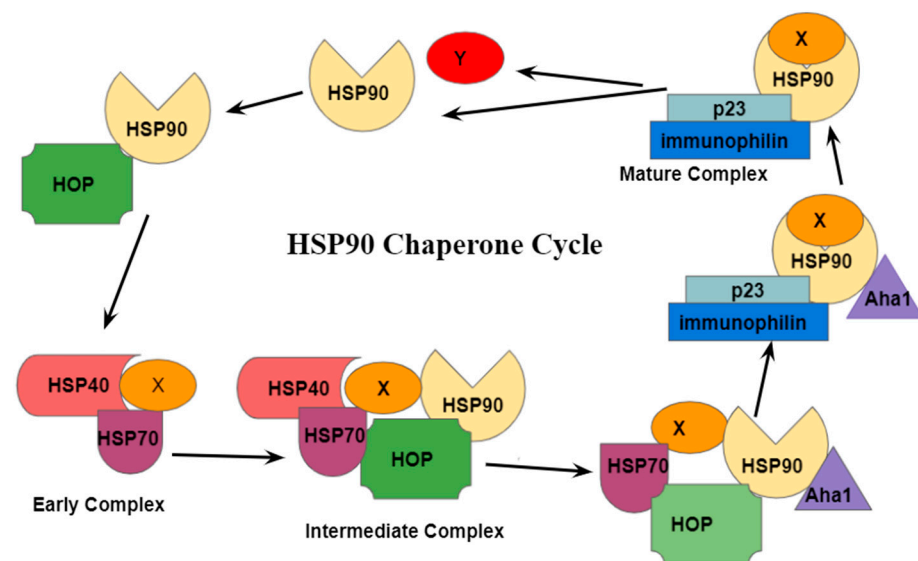 X
HSP90
Y
HSP90
HSP90
HOP
p23
immunophilin
Mature Complex
HSP90 Chaperone Cycle
X
HSP90
p23
immunophilin
Aha1
HSP40
X
HSP70
Early Complex
HSP40
X
HSP90
HSP70
HOP
Intermediate Complex
X
HSP70
HSP90
Aha1
HOP